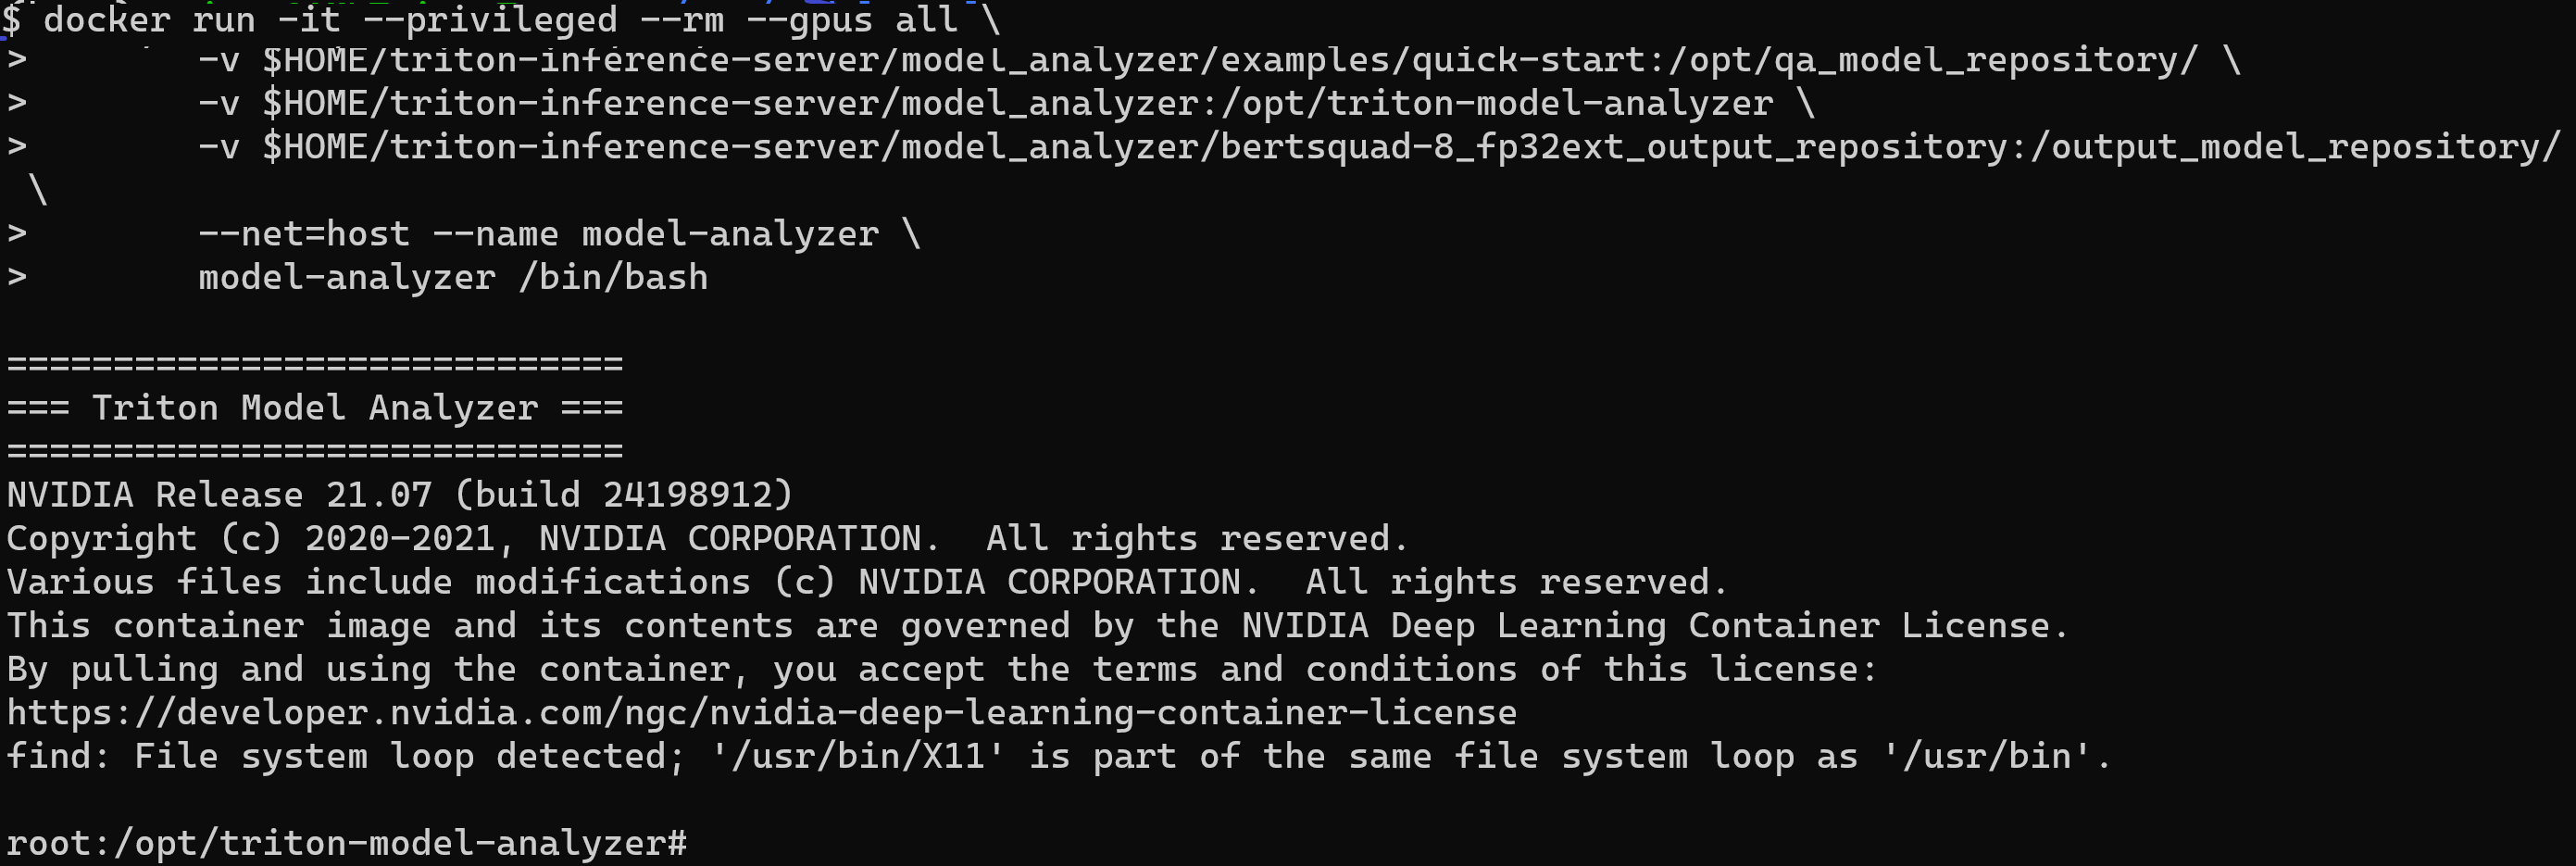 $ docker run -it --privileged --rm --gpus all \
>        -v $HOME/triton-inference-server/model_analyzer/examples/quick-start:/opt/qa_model_repository/ \
>        -v $HOME/triton-inference-server/model_analyzer:/opt/triton-model-analyzer \
>        -v $HOME/triton-inference-server/model_analyzer/bertsquad-8_fp32ext_output_repository:/output_model_repository/
 \
>        --net=host --name model-analyzer \
>        model-analyzer /bin/bash
=============================
=== Triton Model Analyzer ===
=============================
NVIDIA Release 21.07 (build 24198912)
Copyright (c) 2020-2021, NVIDIA CORPORATION.  All rights reserved.
Various files include modifications (c) NVIDIA CORPORATION.  All rights reserved.
This container image and its contents are governed by the NVIDIA Deep Learning Container License.
By pulling and using the container, you accept the terms and conditions of this license:
https://developer.nvidia.com/ngc/nvidia-deep-learning-container-license
find: File system loop detected; '/usr/bin/X11' is part of the same file system loop as '/usr/bin'.
root:/opt/triton-model-analyzer#